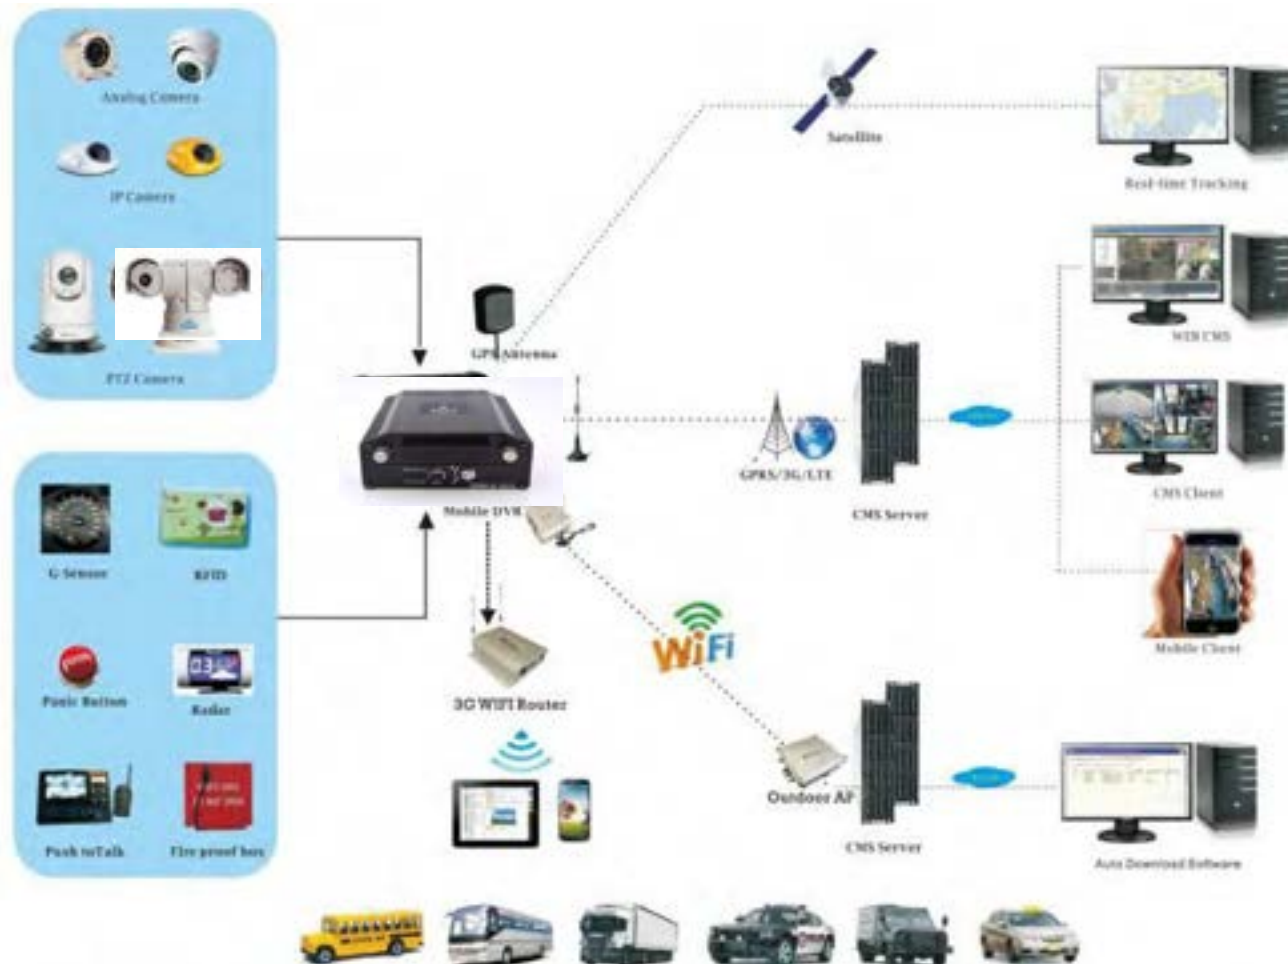 Analog Camera
Satellite
Real-time Tracking
IP Camera
WEB CMS
PTZ Camera
GPS Antenna
GPRS/3G/LTE
CMS Server
CMS Client
Mobile DVR
G-Sensor
RFID
WiFi
Mobile Client
Panic Button
Radar
3G WIFI Router
Outdoor AP
Push toTalk
Fire proof box
CMS Server
Auto Download Software